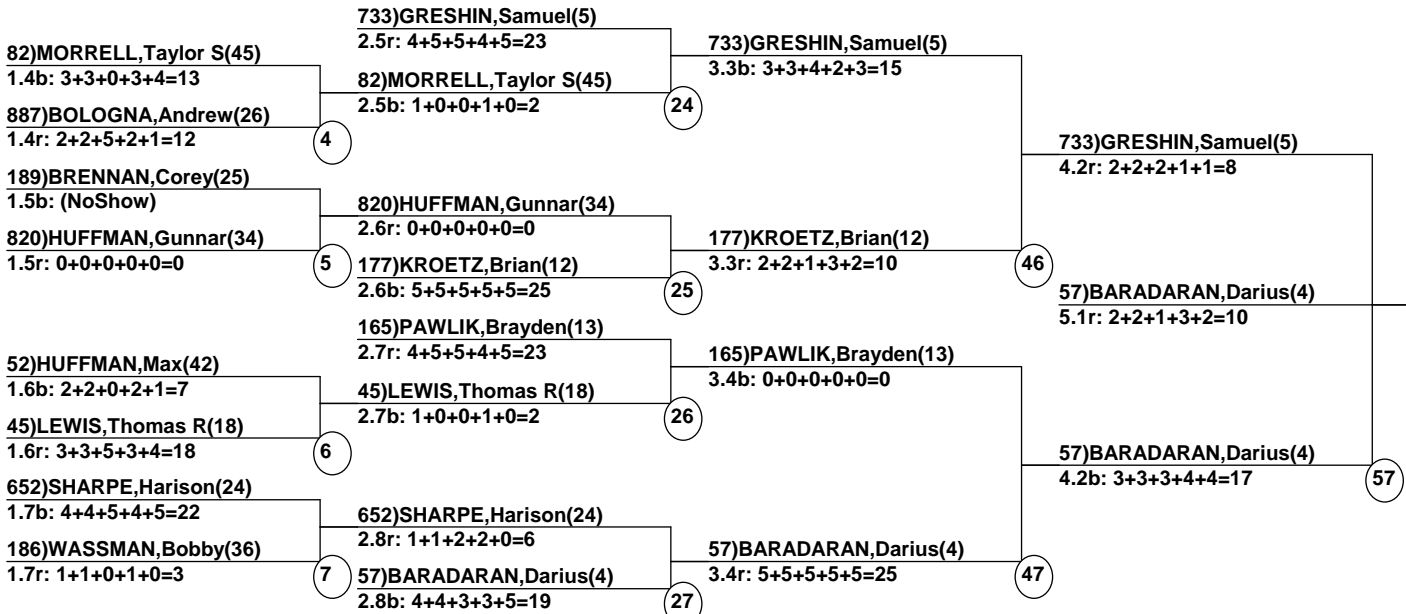 82)MORRELL,Taylor S(45)
1.4b: 3+3+0+3+4=13
887)BOLOGNA,Andrew(26)
1.4r: 2+2+5+2+1=12
4
189)BRENNAN,Corey(25)
1.5b: (NoShow)
820)HUFFMAN,Gunnar(34)
1.5r: 0+0+0+0+0=0
5
52)HUFFMAN,Max(42)
1.6b: 2+2+0+2+1=7
45)LEWIS,Thomas R(18)
1.6r: 3+3+5+3+4=18
6
652)SHARPE,Harison(24)
1.7b: 4+4+5+4+5=22
186)WASSMAN,Bobby(36)
1.7r: 1+1+0+1+0=3
7
733)GRESHIN,Samuel(5)
2.5r: 4+5+5+4+5=23
82)MORRELL,Taylor S(45)
2.5b: 1+0+0+1+0=2
24
820)HUFFMAN,Gunnar(34)
2.6r: 0+0+0+0+0=0
177)KROETZ,Brian(12)
2.6b: 5+5+5+5+5=25
25
165)PAWLIK,Brayden(13)
2.7r: 4+5+5+4+5=23
45)LEWIS,Thomas R(18)
2.7b: 1+0+0+1+0=2
26
652)SHARPE,Harison(24)
2.8r: 1+1+2+2+0=6
57)BARADARAN,Darius(4)
2.8b: 4+4+3+3+5=19
27
733)GRESHIN,Samuel(5)
3.3b: 3+3+4+2+3=15
177)KROETZ,Brian(12)
3.3r: 2+2+1+3+2=10
46
165)PAWLIK,Brayden(13)
3.4b: 0+0+0+0+0=0
57)BARADARAN,Darius(4)
3.4r: 5+5+5+5+5=25
47
733)GRESHIN,Samuel(5)
4.2r: 2+2+2+1+1=8
57)BARADARAN,Darius(4)
4.2b: 3+3+3+4+4=17
57
57)BARADARAN,Darius(4)
5.1r: 2+2+1+3+2=10